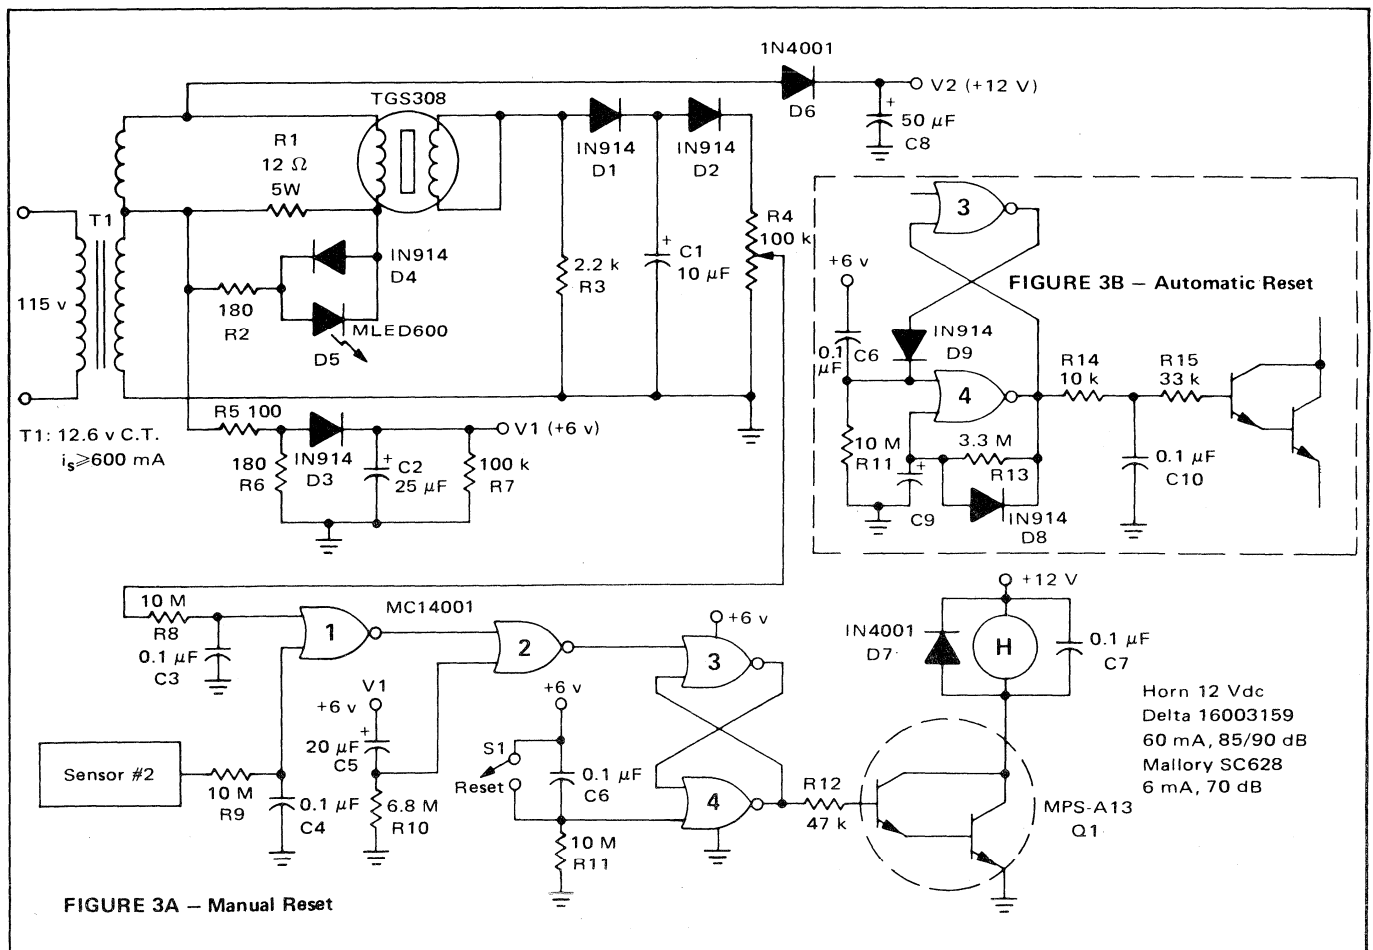 1N4001
D6
V2 (+12 V)
+
50 µF
C8
TGS308
R1
12 Ω
5W
IN914
D1
IN914
D2
T1
115 v
IN914
D4
180
R2
MLED600
D5
2.2 k
R3
+
C1
10 µF
R4
100 k
T1: 12.6 v C.T.
is ⩾600 mA
R5 100
180
R6
IN914
D3
+
C2
25 µF
V1 (+6 v)
100 k
R7
3
+6 v
FIGURE 3B – Automatic Reset
0.1
µF
C6
IN914
D9
4
R14
10 k
R15
33 k
10 M
R11
+
C9
3.3 M
R13
IN914
D8
0.1 µF
C10
10 M
R8
0.1 µF
C3
1
MC14001
2
3
+6 v
V1
+6 v
+
20 µF
C5
6.8 M
R10
+6 v
S1
Reset
0.1 µF
C6
10 M
R11
4
Sensor #2
10 M
R9
0.1 µF
C4
R12
47 k
+12 V
IN4001
D7
H
0.1 µF
C7
MPS-A13
Q1
Horn 12 Vdc
Delta 16003159
60 mA, 85/90 dB
Mallory SC628
6 mA, 70 dB
FIGURE 3A – Manual Reset